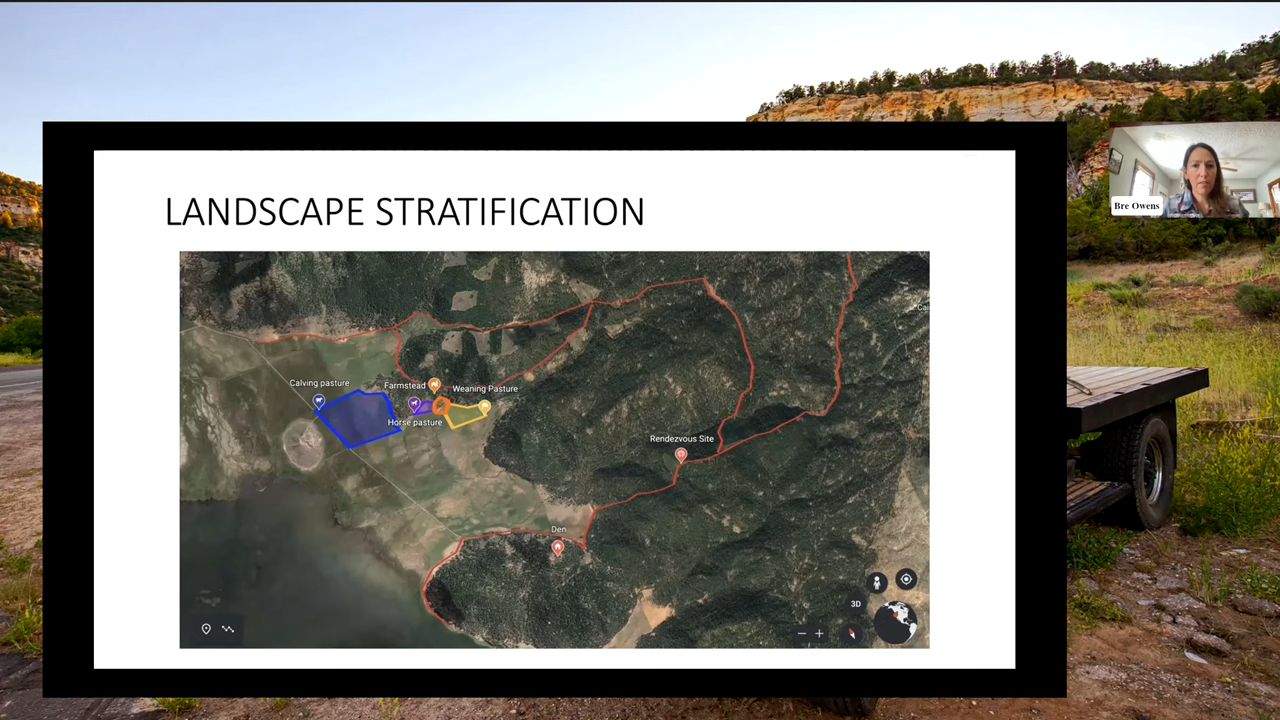 LANDSCAPE STRATIFICATION
Bre Owens
Calving pasture
Farmstead
Weaning Pasture
Horse pasture
Rendezvous Site
Den
3D